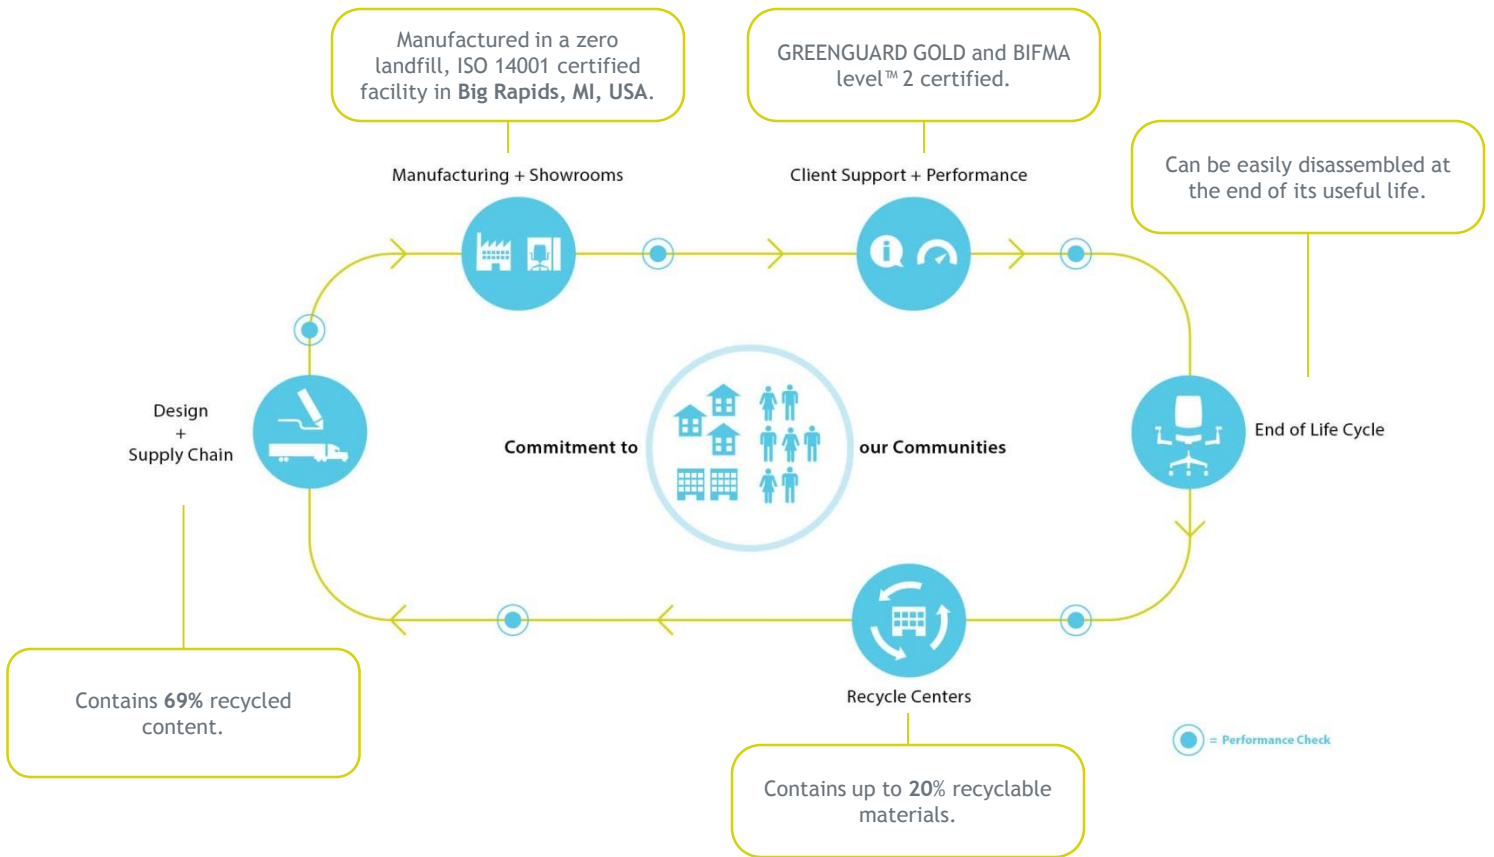 Manufactured in a zero
landfill, ISO 14001 certified
facility in Big Rapids, MI, USA.
GREENGUARD GOLD and BIFMA
level™ 2 certified.
Can be easily disassembled at
the end of its useful life.
Manufacturing + Showrooms
Client Support + Performance
Design
+
Supply Chain
Commitment to
our Communities
End of Life Cycle
Recycle Centers
Contains 69% recycled
content.
= Performance Check
Contains up to 20% recyclable
materials.